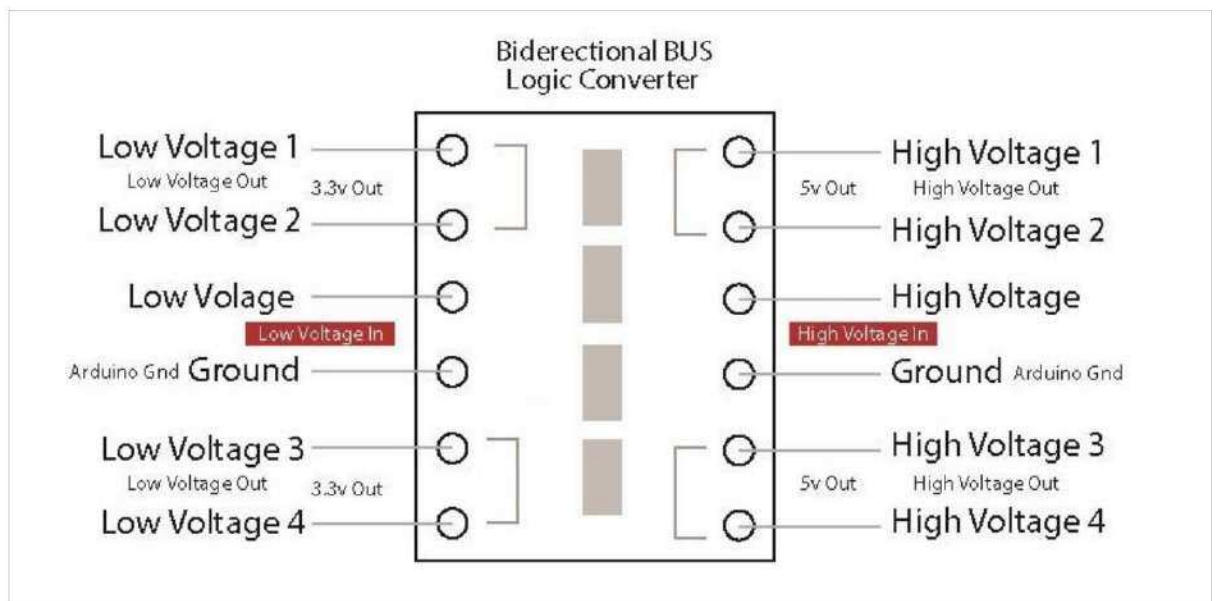 Biderectional BUS
Logic Converter
Low Voltage 1
Low Voltage Out 3.3v Out
Low Voltage 2
Low Volage
Low Voltage In
Arduino Gnd Ground
Low Voltage 3
Low Voltage Out 3.3v Out
Low Voltage 4
High Voltage 1
5v Out High Voltage Out
High Voltage 2
High Voltage
High Voltage In
Ground Arduino Gnd
High Voltage 3
5v Out High Voltage Out
High Voltage 4